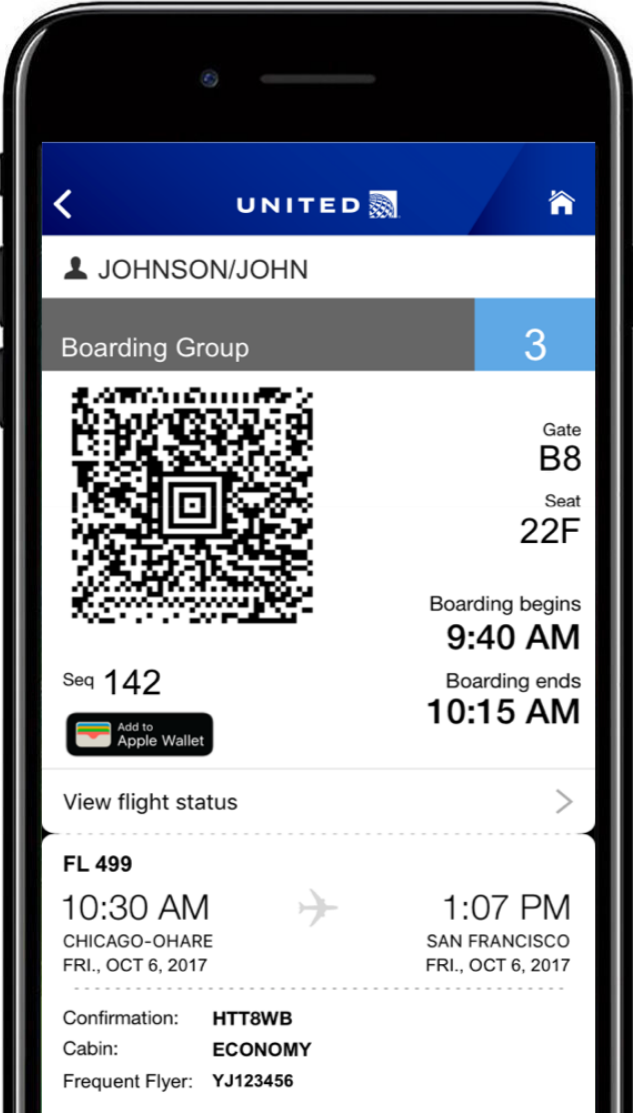 UNITED
JOHNSON/JOHN
Boarding Group 3
Gate
B8
Seat
22F
Boarding begins
9:40 AM
Boarding ends
10:15 AM
Seq 142
Add to
Apple Wallet
View flight status
FL 499
10:30 AM 1:07 PM
CHICAGO-OHARE SAN FRANCISCO
FRI., OCT 6, 2017 FRI., OCT 6, 2017
Confirmation: HTT8WB
Cabin: ECONOMY
Frequent Flyer: YJ123456